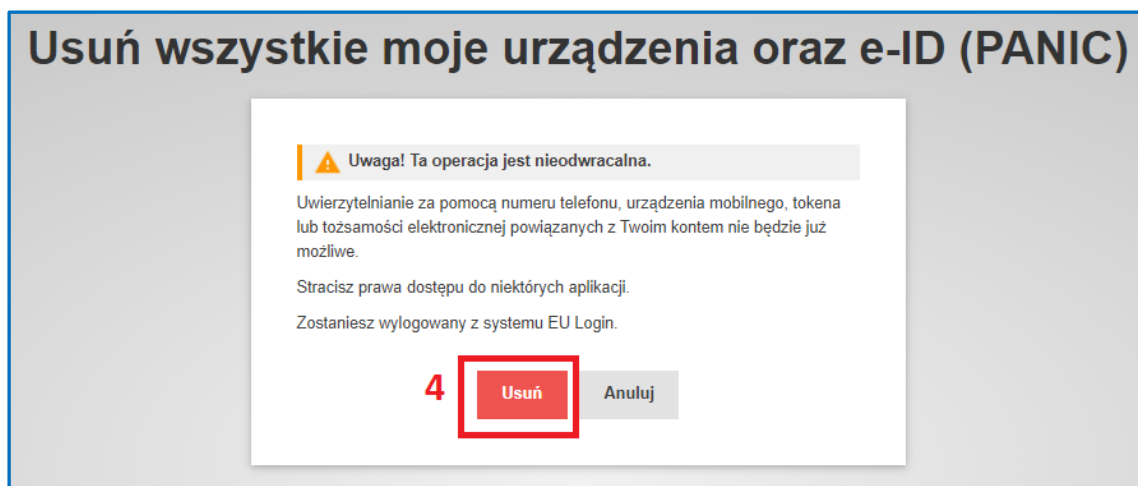 Usuń wszystkie moje urządzenia oraz e-ID (PANIC)
Uwaga! Ta operacja jest nieodwracalna.
Uwierzytelnianie za pomocą numeru telefonu, urządzenia mobilnego, tokena
lub tożsamości elektronicznej powiązanych z Twoim kontem nie będzie już
możliwe.
Stracisz prawa dostępu do niektórych aplikacji.
Zostaniesz wylogowany z systemu EU Login.
4 Usuń Anuluj